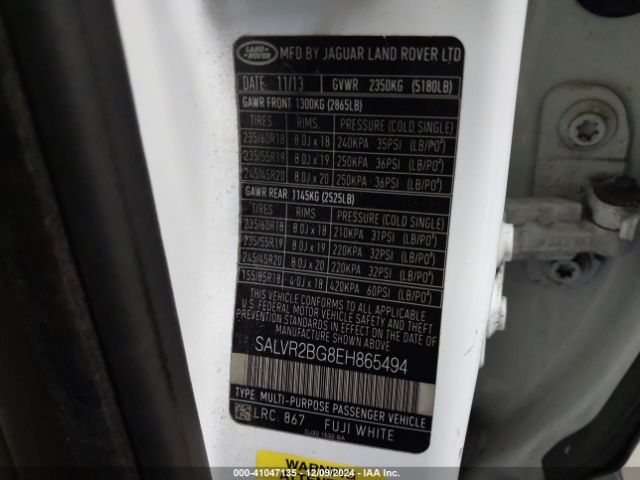 LAND ROVER
MFD BY JAGUAR LAND ROVER LTD
DATE 11/13 GVWR 2350KG (5180LB)
GAWR FRONT 1300KG (2865LB)
TIRES RIMS PRESSURE (COLD SINGLE)
235/60R18 8.0J x 18 240KPA 35PSI (LB/PO²)
235/55R19 8.0J x 19 250KPA 36PSI (LB/PO²)
245/45R20 8.0J x 20 250KPA 36PSI (LB/PO²)
GAWR REAR 1145KG (2525LB)
TIRES RIMS PRESSURE (COLD SINGLE)
235/60R18 8.0J x 18 210KPA 31PSI (LB/PO²)
235/55R19 8.0J x 19 220KPA 32PSI (LB/PO²)
245/45R20 8.0J x 20 220KPA 32PSI (LB/PO²)
155/85R18 4.0J x 18 420KPA 60PSI (LB/PO²)
THIS VEHICLE CONFORMS TO ALL APPLICABLE
U.S FEDERAL MOTOR VEHICLE SAFETY AND THEFT
PREVENTION STANDARDS IN EFFECT ON THE DATE OF
MANUFACTURE SHOWN ABOVE
SALVR2BG8EH865494
TYPE MULTI-PURPOSE PASSENGER VEHICLE
LRC. 867 FUJI WHITE
WARNING
Copart 41047135 - 12/09/2024 - IAAI.com